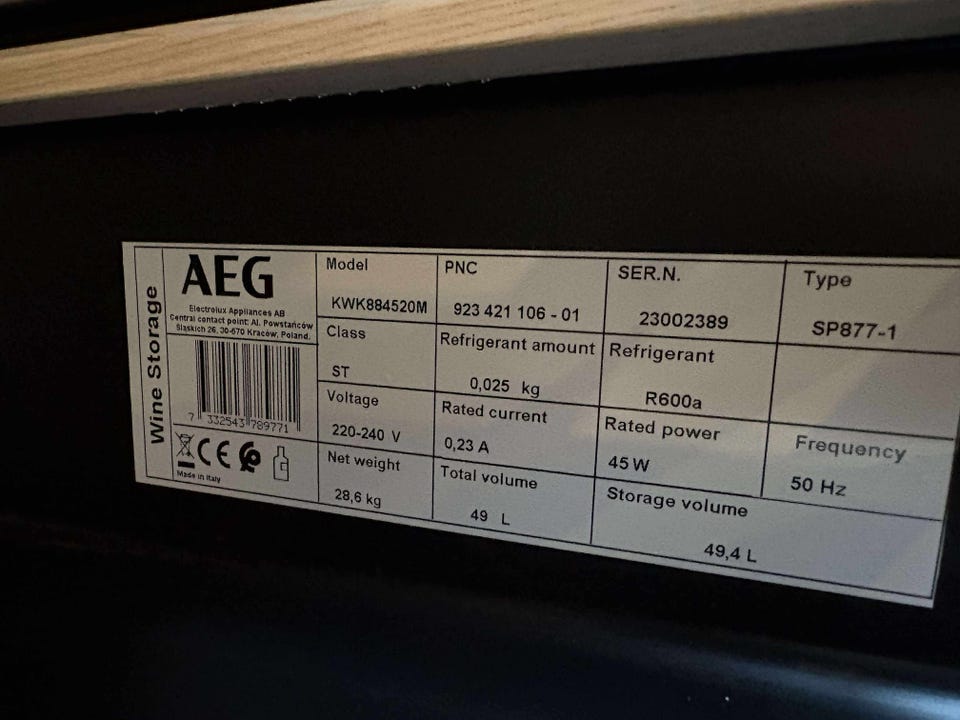 Wine Storage
AEG
Electrolux Appliances AB
Central contact point: Al. Powstańców
Śląskich 26, 30-570 Kraców, Poland.
7 332543 789771
CE
Made in Italy
Model
KWK884520M
PNC
923 421 106 - 01
SER.N.
23002389
Type
SP877-1
Class
ST
Refrigerant amount
0,025 kg
Refrigerant
R600a
Voltage
220-240 V
Rated current
0,23 A
Rated power
45 W
Frequency
50 Hz
Net weight
28,6 kg
Total volume
49 L
Storage volume
49,4 L